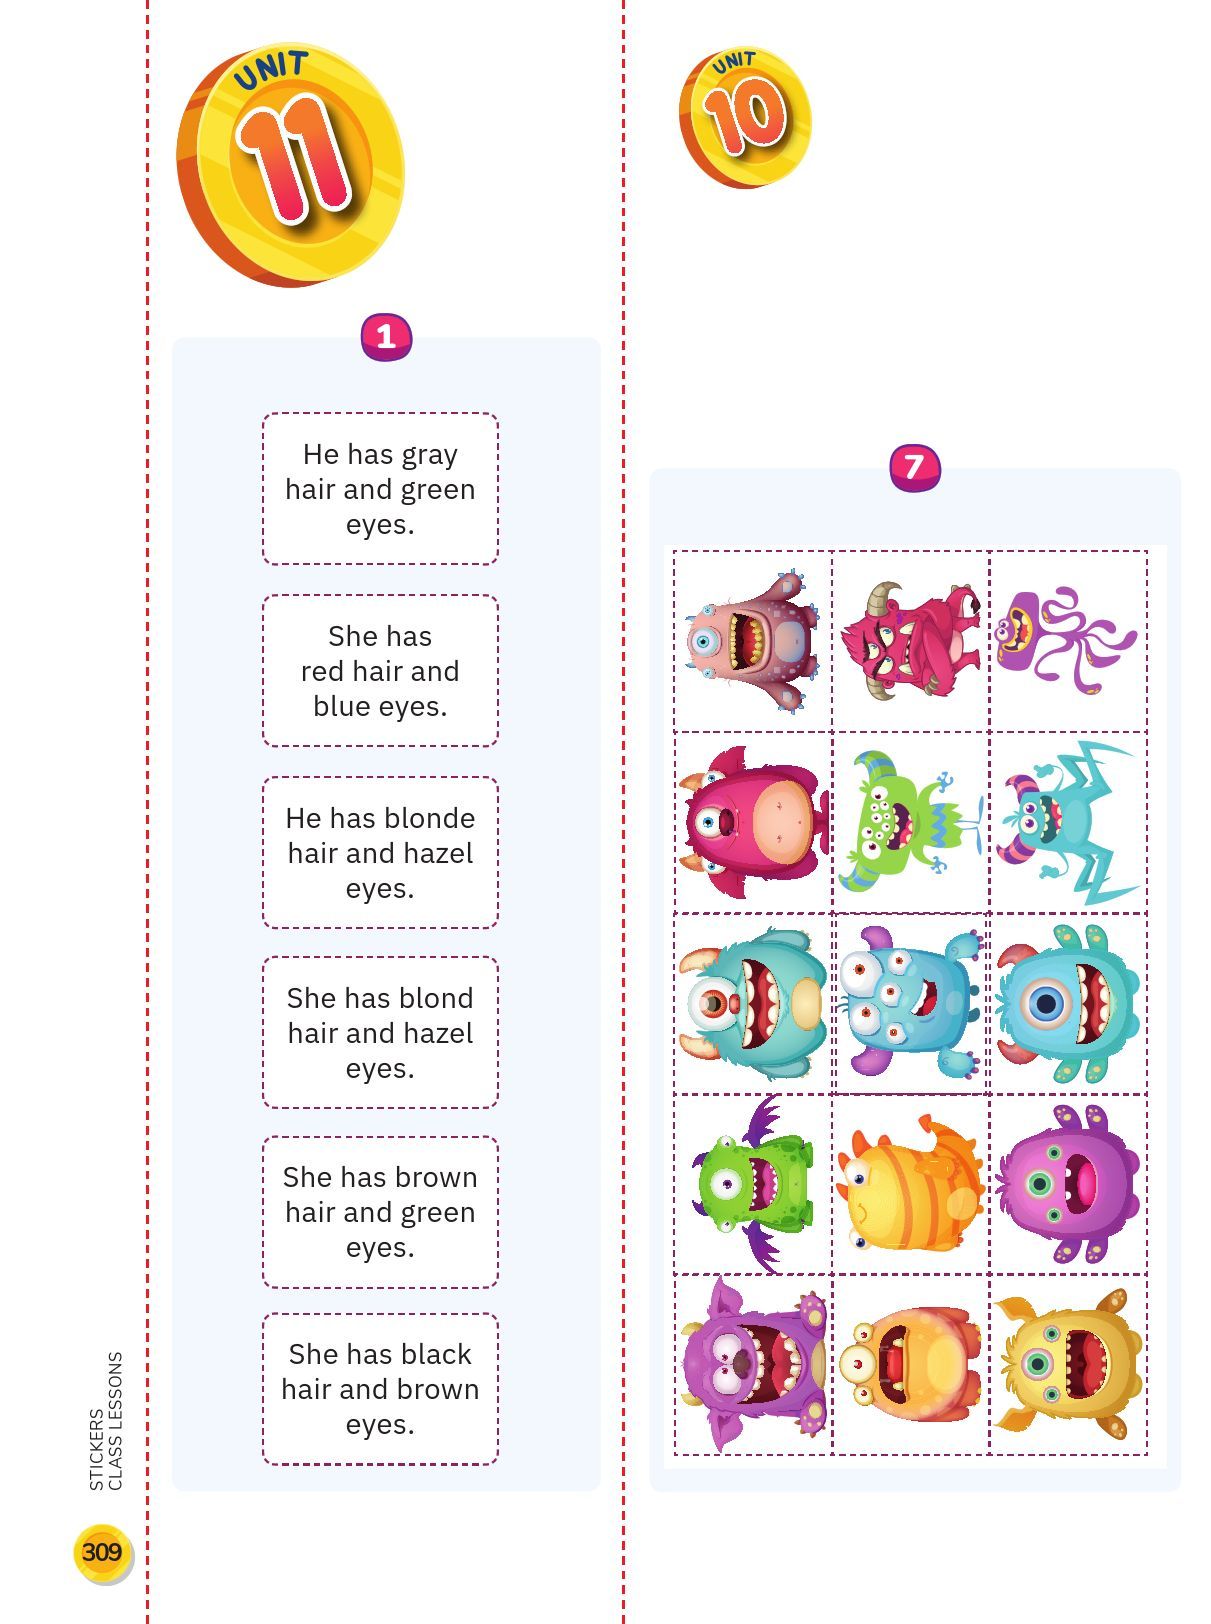 UNIT
11
1
He has gray
hair and green
eyes.
She has
red hair and
blue eyes.
He has blonde
hair and hazel
eyes.
She has blond
hair and hazel
eyes.
She has brown
hair and green
eyes.
She has black
hair and brown
eyes.
UNIT
10
7
STICKERS
CLASS LESSONS
309